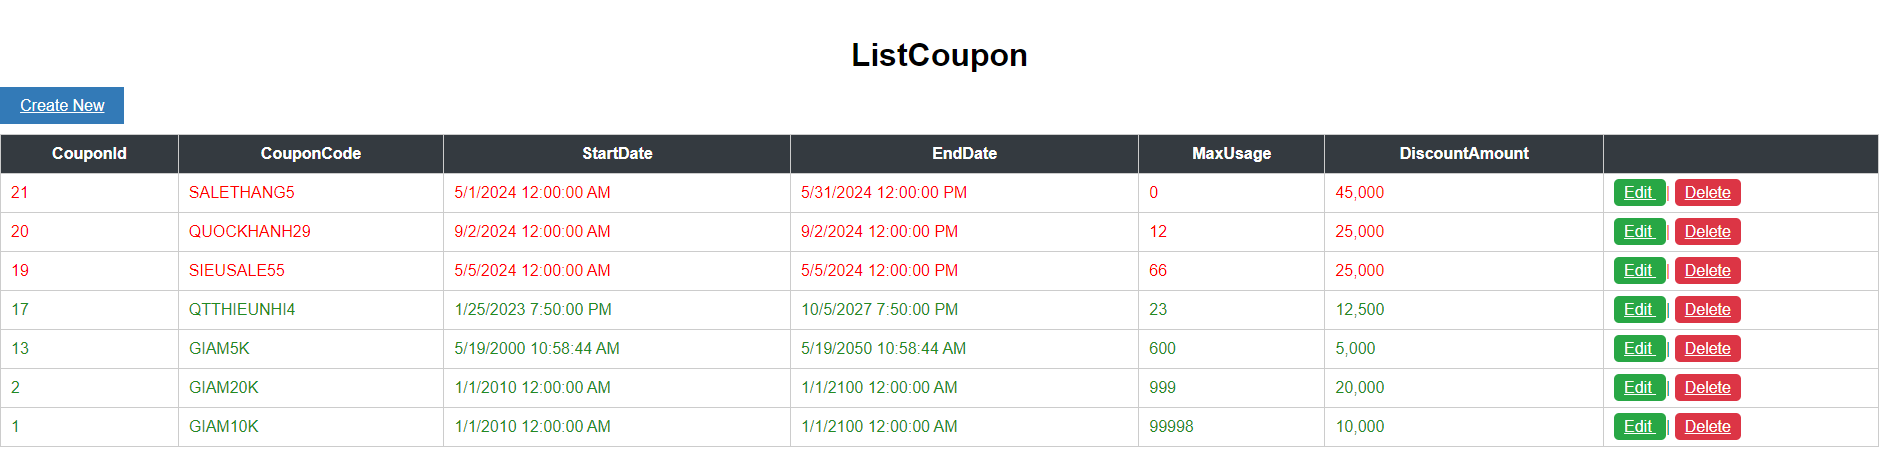 ListCoupon
Create New
CouponId CouponCode StartDate EndDate MaxUsage DiscountAmount
21 SALETHANG5 5/1/2024 12:00:00 AM 5/31/2024 12:00:00 PM 0 45,000 Edit | Delete
20 QUOCKHANH29 9/2/2024 12:00:00 AM 9/2/2024 12:00:00 PM 12 25,000 Edit | Delete
19 SIEUSALE55 5/5/2024 12:00:00 AM 5/5/2024 12:00:00 PM 66 25,000 Edit | Delete
17 QTTHIEUNHI4 1/25/2023 7:50:00 PM 10/5/2027 7:50:00 PM 23 12,500 Edit | Delete
13 GIAM5K 5/19/2000 10:58:44 AM 5/19/2050 10:58:44 AM 600 5,000 Edit | Delete
2 GIAM20K 1/1/2010 12:00:00 AM 1/1/2100 12:00:00 AM 999 20,000 Edit | Delete
1 GIAM10K 1/1/2010 12:00:00 AM 1/1/2100 12:00:00 AM 99998 10,000 Edit | Delete